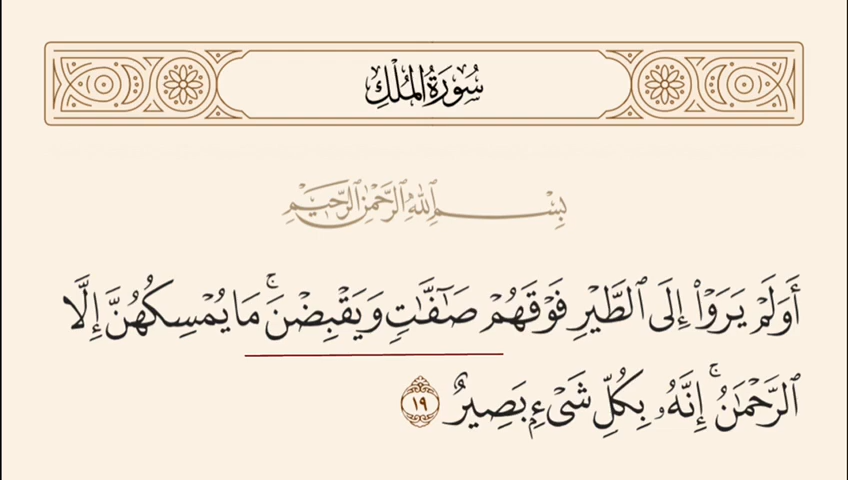 سُورَةُ المُلْكِ
بِسْمِ ٱللَّهِ ٱلرَّحْمَٰنِ ٱلرَّحِيمِ
أَوَلَمْ يَرَوْا۟ إِلَى ٱلطَّيْرِ فَوْقَهُمْ صَـٰٓفَّـٰتٍ وَيَقْبِضْنَ ۚ مَا يُمْسِكُهُنَّ إِلَّا
ٱلرَّحْمَـٰنُ ۚ إِنَّهُۥ بِكُلِّ شَىْءٍۭ بَصِيرٌ ١٩